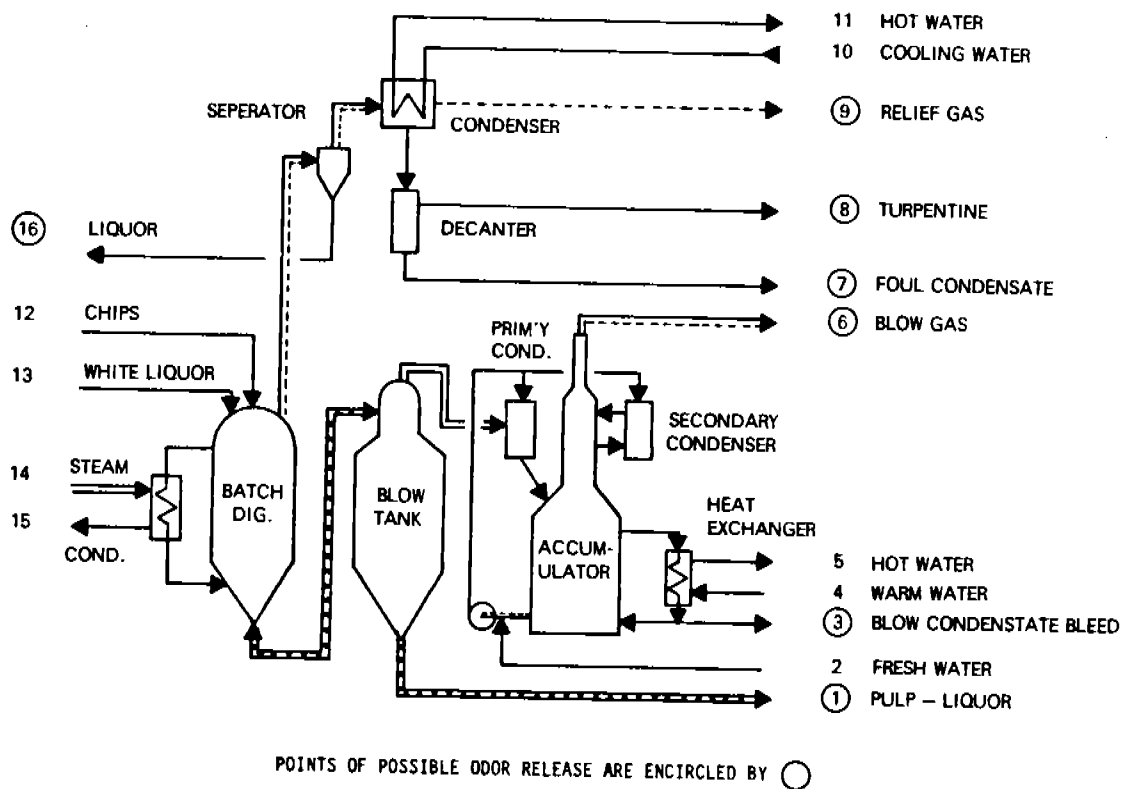 11 HOT WATER
10 COOLING WATER
SEPERATOR
CONDENSER
9 RELIEF GAS
16 LIQUOR
DECANTER
8 TURPENTINE
7 FOUL CONDENSATE
12 CHIPS
6 BLOW GAS
PRIM'Y
COND.
13 WHITE LIQUOR
SECONDARY
CONDENSER
14 STEAM
BATCH
DIG.
BLOW
TANK
15
COND.
HEAT
EXCHANGER
ACCUM-
ULATOR
5 HOT WATER
4 WARM WATER
3 BLOW CONDENSTATE BLEED
2 FRESH WATER
1 PULP – LIQUOR
POINTS OF POSSIBLE ODOR RELEASE ARE ENCIRCLED BY